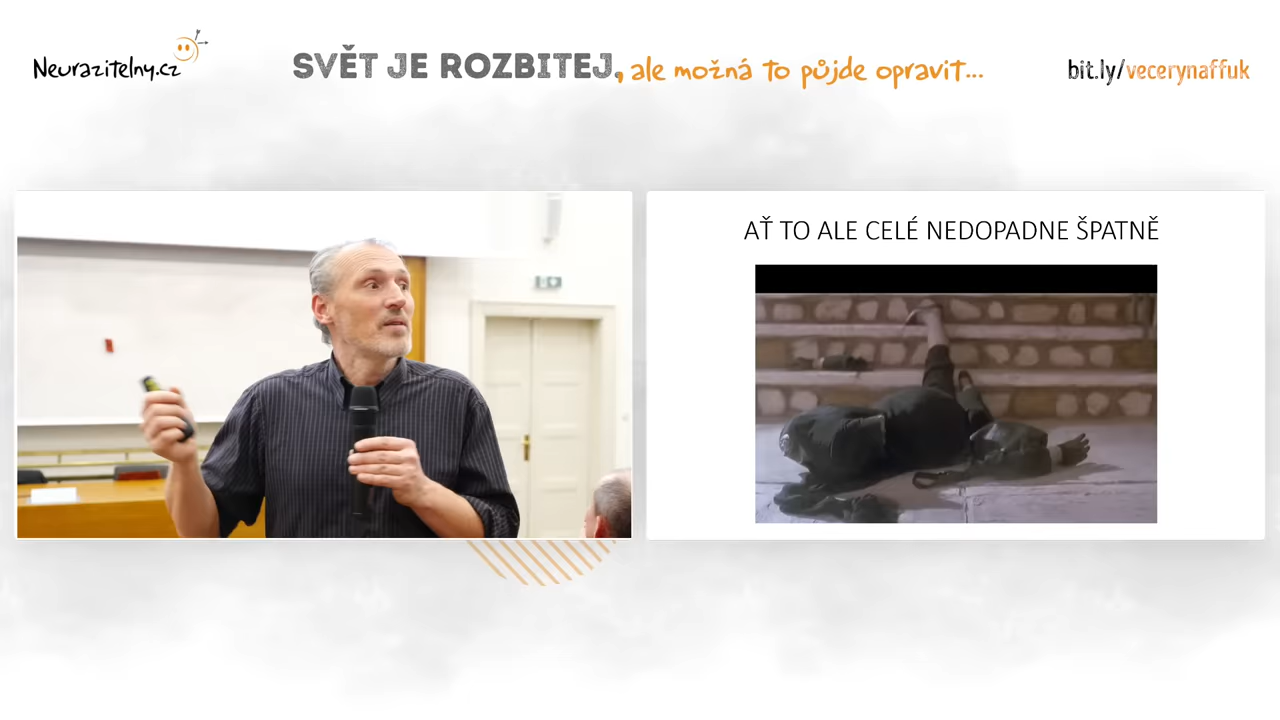 Neurazitelny.cz
SVĚT JE ROZBITEJ, ale možná to půjde opravit...
bit.ly/vecerynaffuk
AŤ TO ALE CELÉ NEDOPADNE ŠPATNĚ